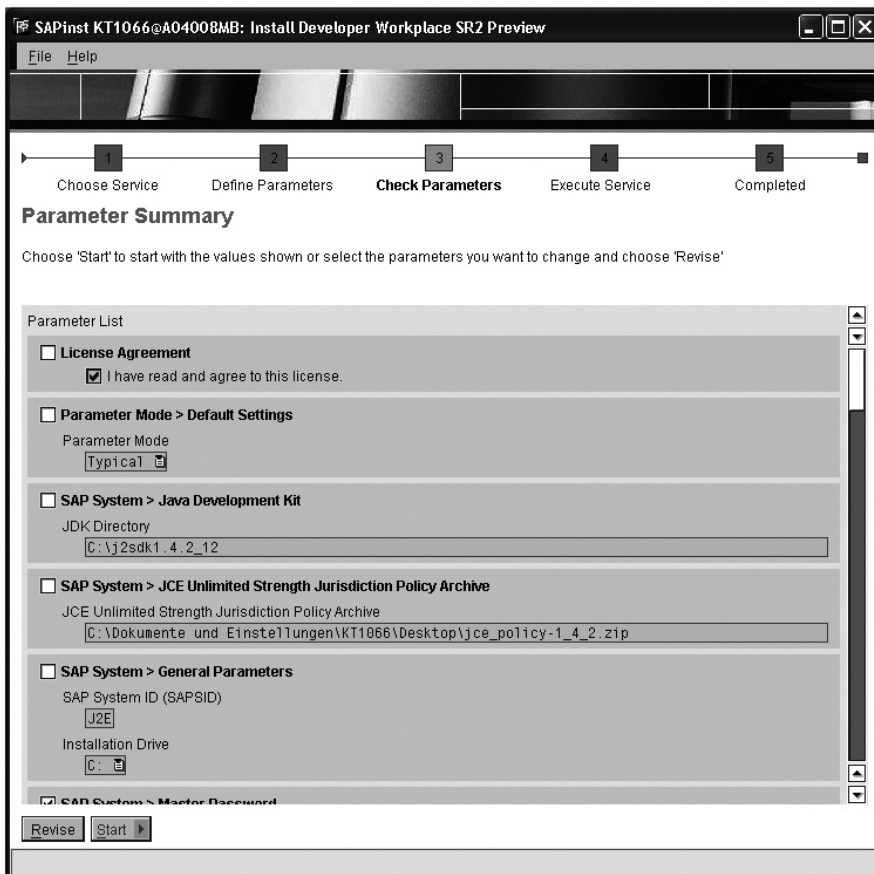 SAPinst KT1066@A04008MB: Install Developer Workplace SR2 Preview
File Help
1 2 3 4 5
Choose Service Define Parameters Check Parameters Execute Service Completed
Parameter Summary
Choose 'Start' to start with the values shown or select the parameters you want to change and choose 'Revise'
Parameter List
License Agreement
I have read and agree to this license.
Parameter Mode > Default Settings
Parameter Mode
Typical
SAP System > Java Development Kit
JDK Directory
C:\j2sdk1.4.2_12
SAP System > JCE Unlimited Strength Jurisdiction Policy Archive
JCE Unlimited Strength Jurisdiction Policy Archive
C:\Dokumente und Einstellungen\KT1066\Desktop\jce_policy-1_4_2.zip
SAP System > General Parameters
SAP System ID (SAPSID)
J2E
Installation Drive
C:
SAP System > Master Password
Revise Start